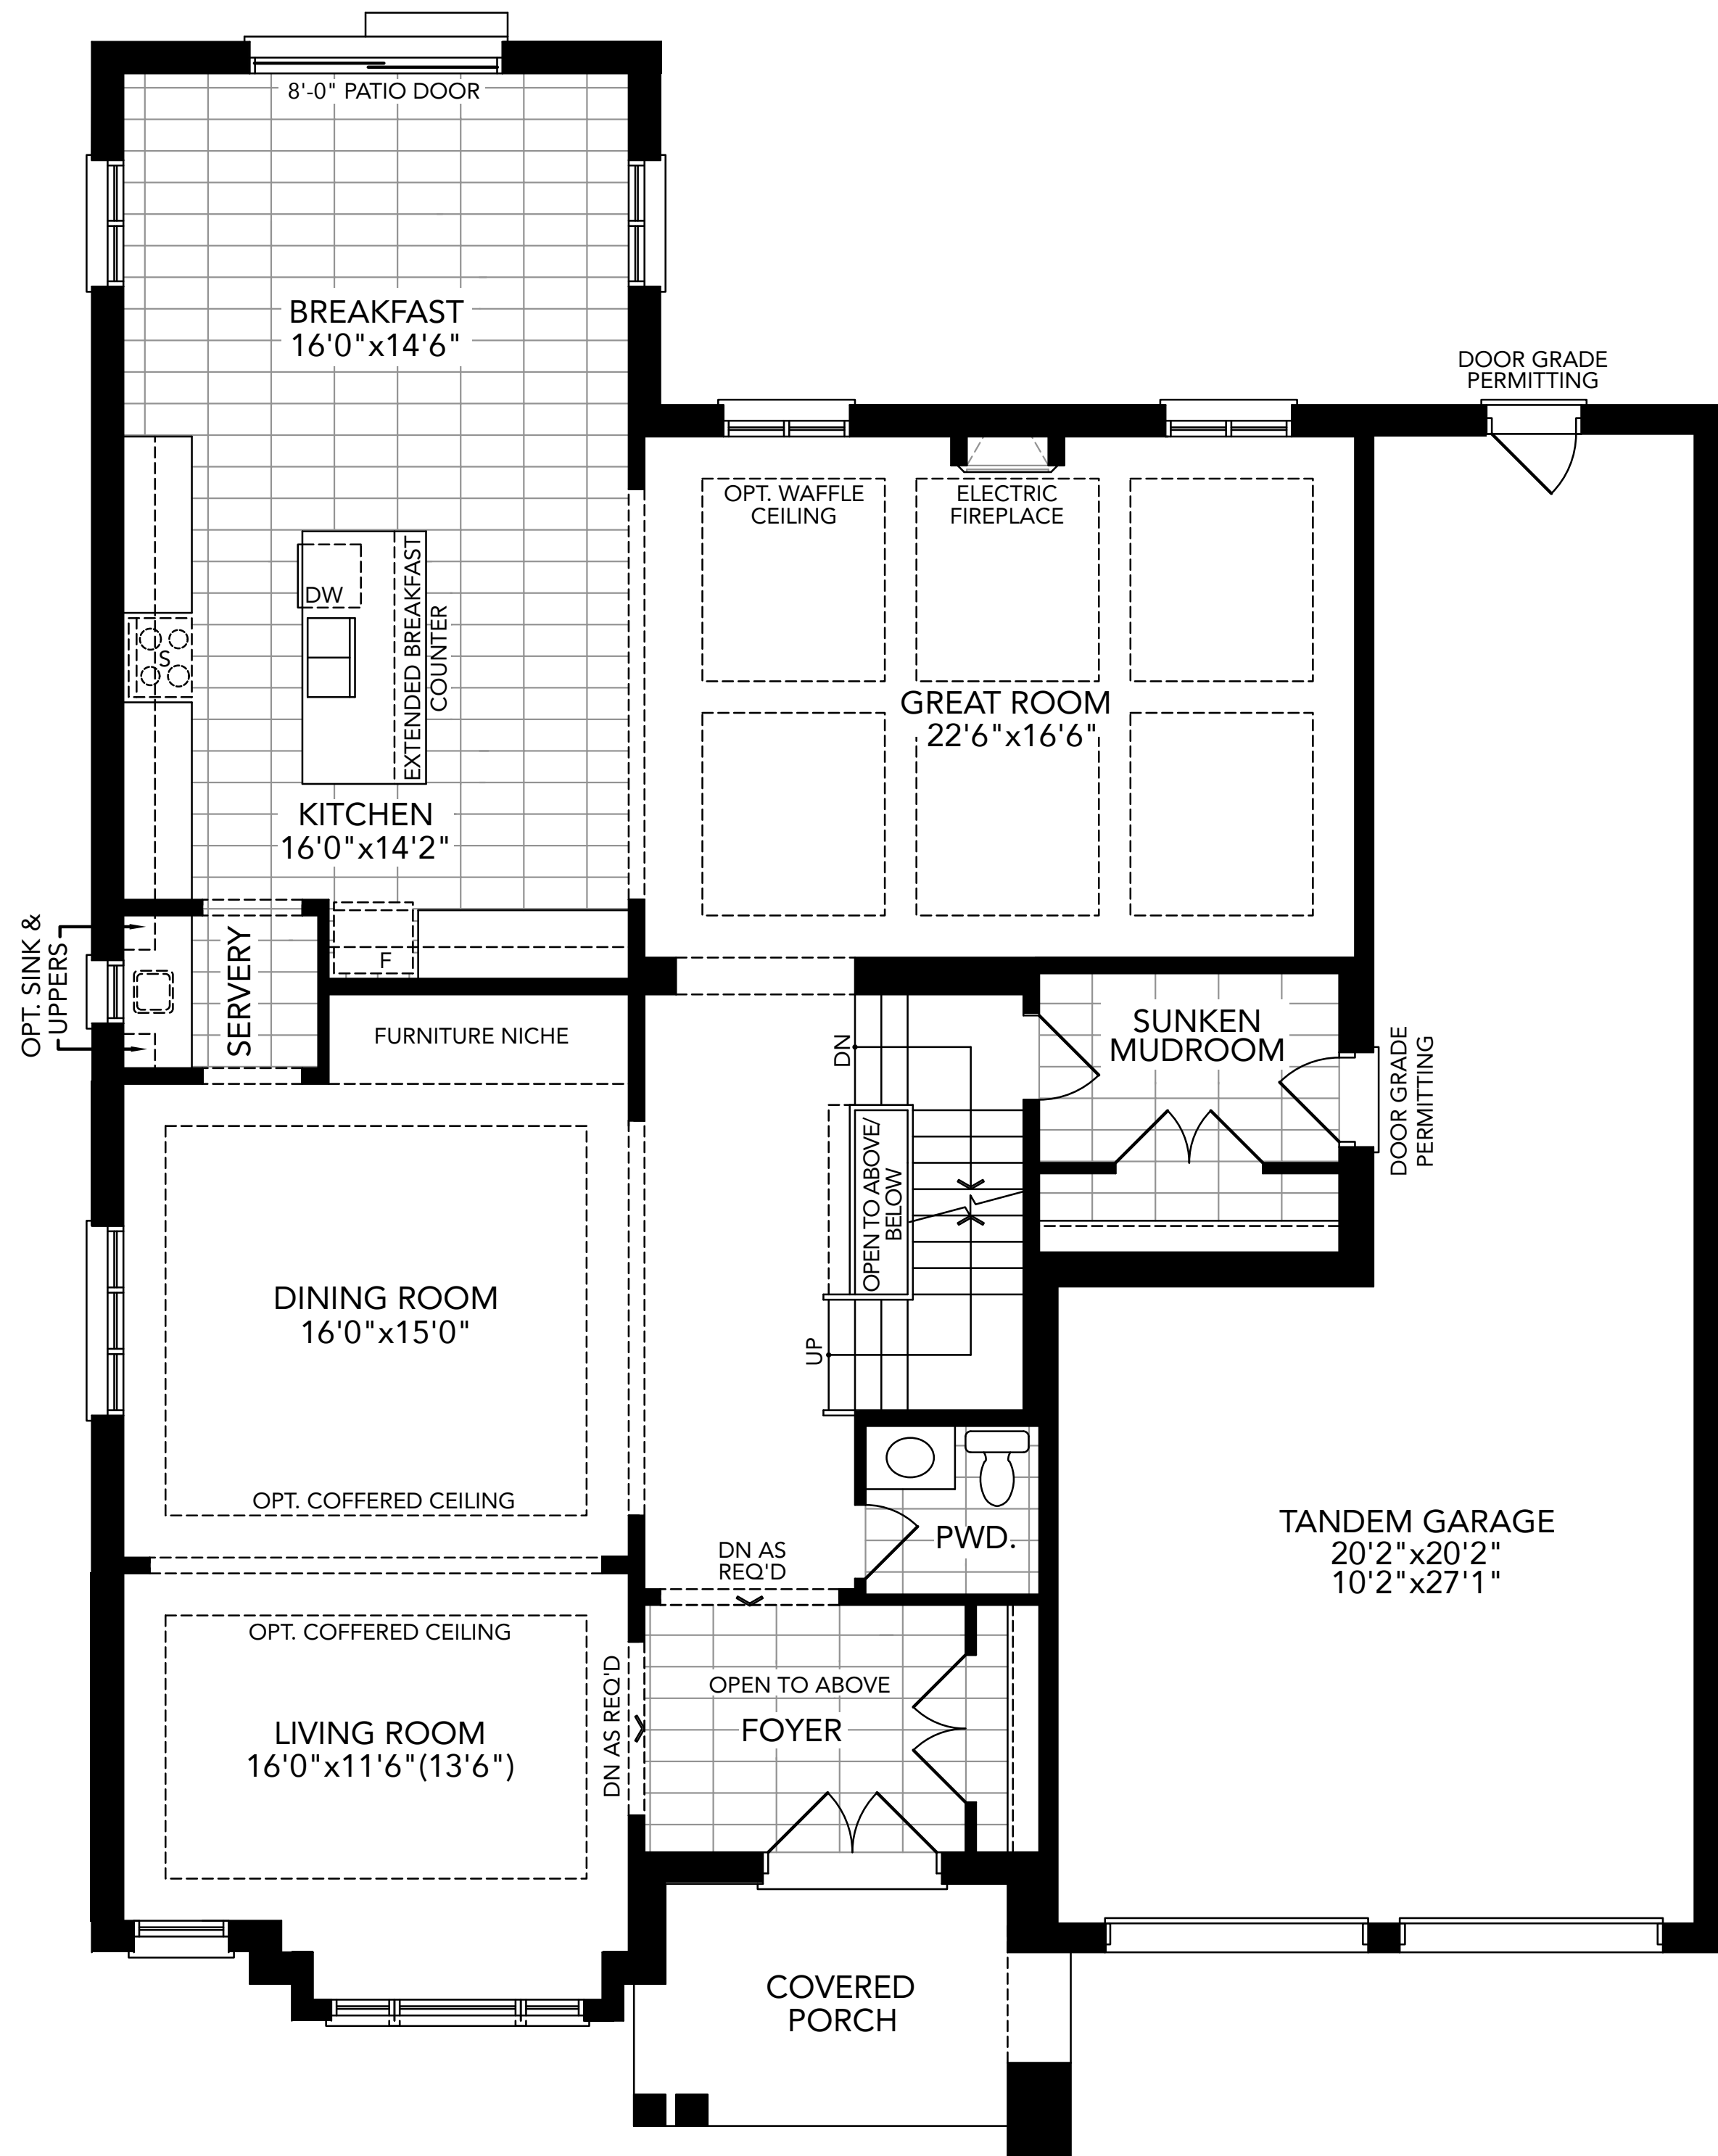 8'-0" PATIO DOOR
BREAKFAST
16'0"x14'6"
DOOR GRADE
PERMITTING
OPT. WAFFLE
CEILING
ELECTRIC
FIREPLACE
DW
EXTENDED BREAKFAST
COUNTER
S
GREAT ROOM
22'6"x16'6"
KITCHEN
16'0"x14'2"
OPT. SINK &
UPPERS
SERVERY
F
FURNITURE NICHE
DN
SUNKEN
MUDROOM
DOOR GRADE
PERMITTING
OPEN TO ABOVE/
BELOW
DINING ROOM
16'0"x15'0"
UP
OPT. COFFERED CEILING
PWD.
TANDEM GARAGE
20'2"x20'2"
10'2"x27'1"
DN AS
REQ'D
OPT. COFFERED CEILING
DN AS REQ'D
OPEN TO ABOVE
FOYER
LIVING ROOM
16'0"x11'6"(13'6")
COVERED
PORCH